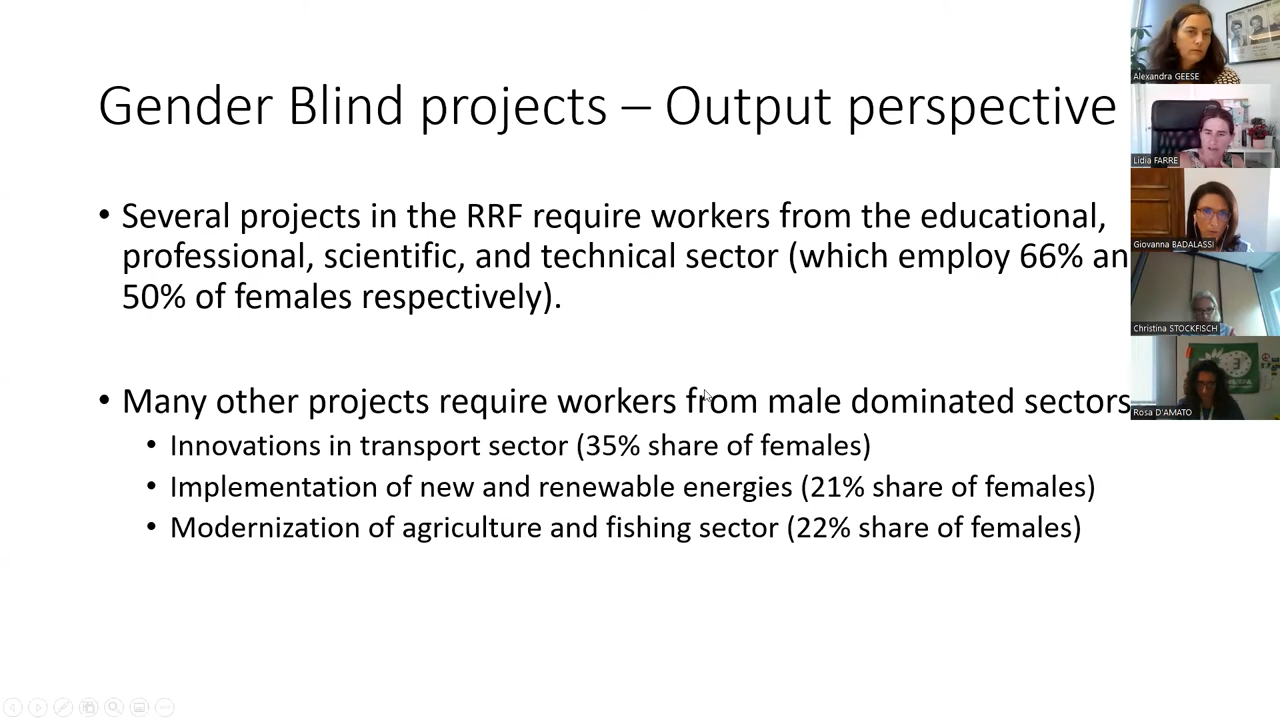 Gender Blind projects – Output perspective
• Several projects in the RRF require workers from the educational,
professional, scientific, and technical sector (which employ 66% an
50% of females respectively).
• Many other projects require workers from male dominated sectors
• Innovations in transport sector (35% share of females)
• Implementation of new and renewable energies (21% share of females)
• Modernization of agriculture and fishing sector (22% share of females)
Alexandra GEESE
Lídia FARRE
Giovanna BADALASSI
Christina STOCKFISCH
Rosa D'AMATO